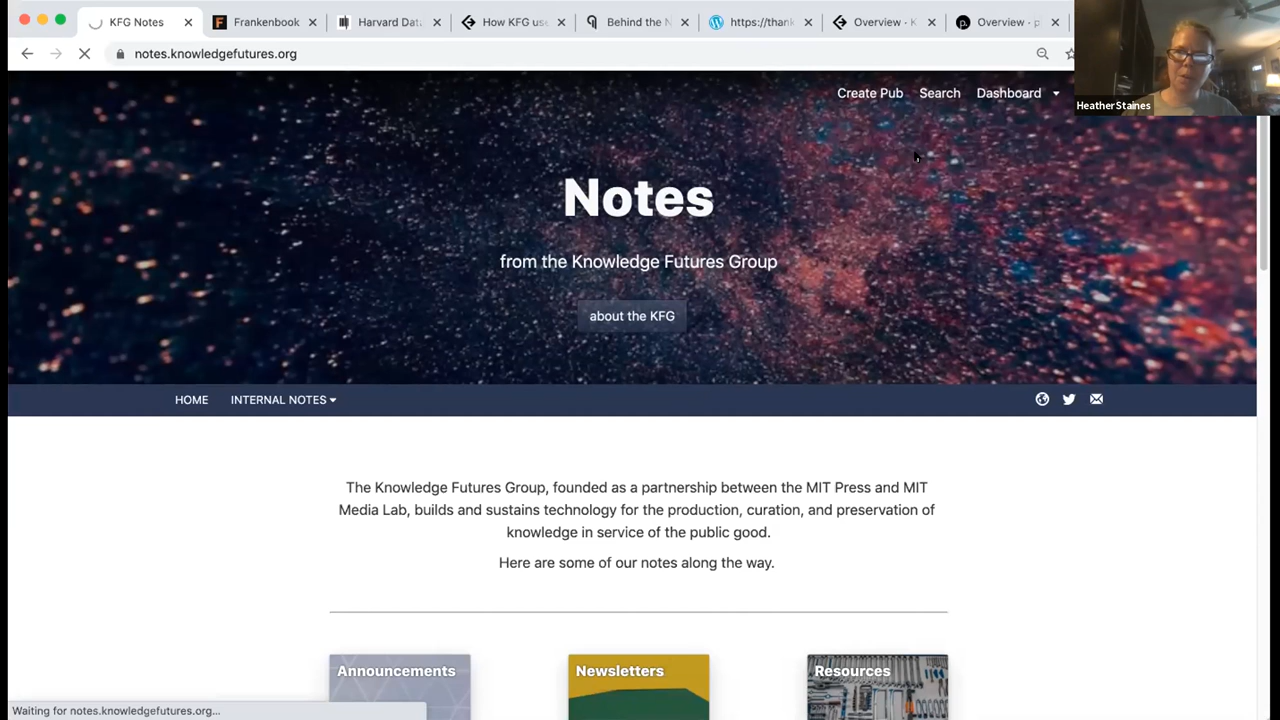 KFG Notes
Frankenbook
Harvard Dat
How KFG us
Behind the N
https://thank
Overview · K
Overview · p
notes.knowledgefutures.org
Heather Staines
Create Pub
Search
Dashboard
Notes
from the Knowledge Futures Group
about the KFG
HOME
INTERNAL NOTES
The Knowledge Futures Group, founded as a partnership between the MIT Press and MIT
Media Lab, builds and sustains technology for the production, curation, and preservation of
knowledge in service of the public good.
Here are some of our notes along the way.
Announcements
Newsletters
Resources
Waiting for notes.knowledgefutures.org...